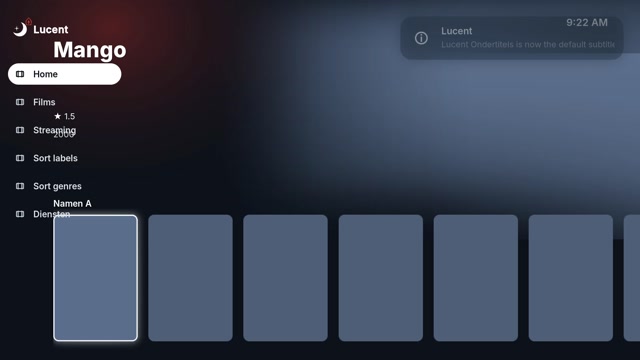 Lucent
Mango
Home
Films
★ 1.5
Streaming
2000
Sort labels
Sort genres
Namen A
Diensten
9:22 AM
Lucent
Lucent Ondertitels is now the default subtitle